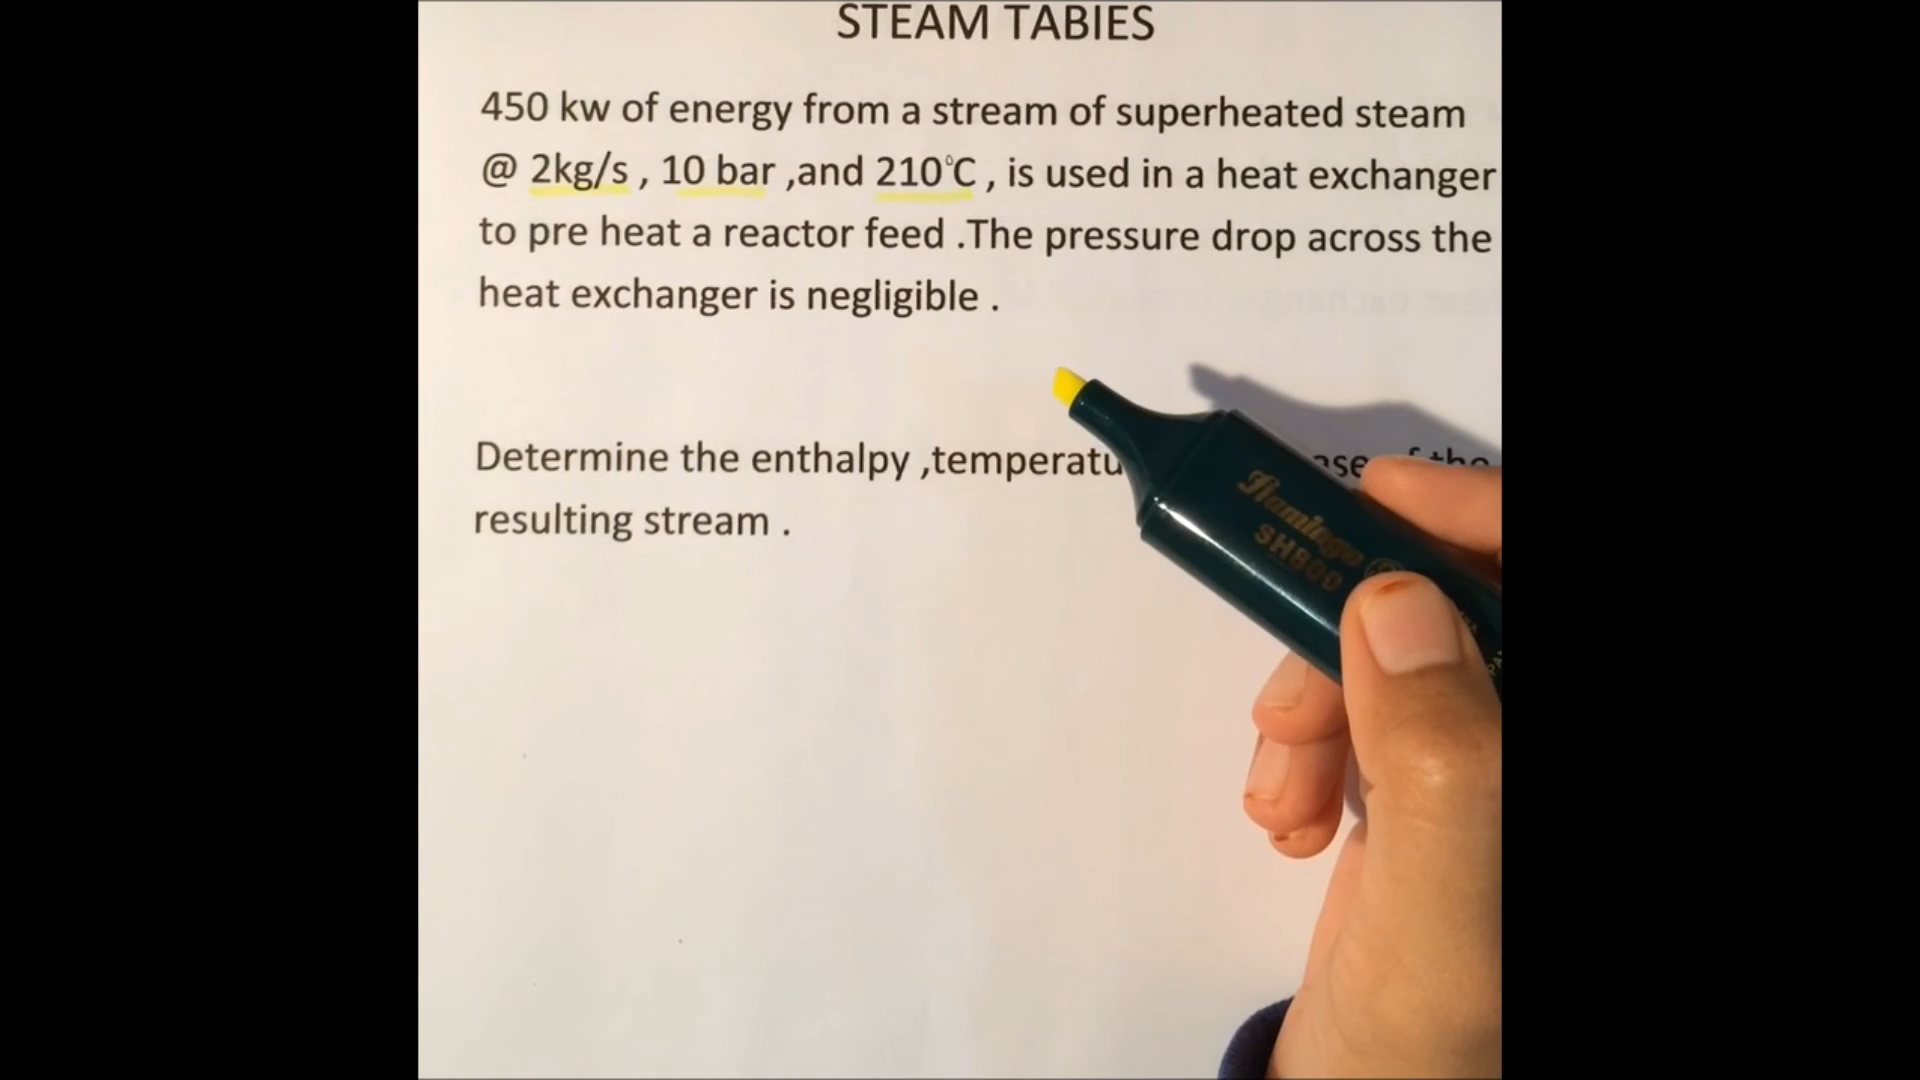 STEAM TABIES
450 kw of energy from a stream of superheated steam
@ 2kg/s , 10 bar ,and 210°C , is used in a heat exchanger
to pre heat a reactor feed .The pressure drop across the
heat exchanger is negligible .
Determine the enthalpy ,temperatu the
resulting stream .
Flamingo
SH800